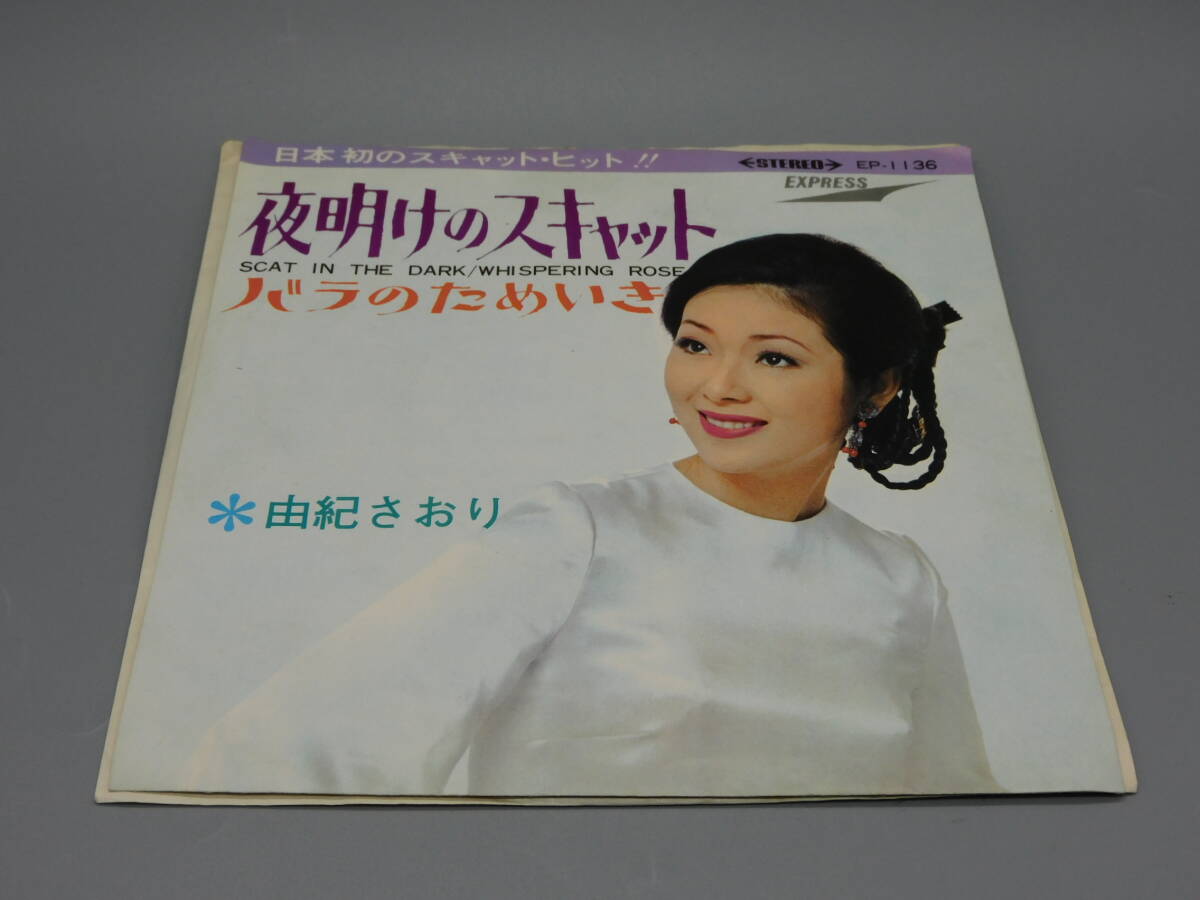 日本初のスキャット・ヒット!! STEREO EP-1136
EXPRESS
夜明けのスキャット
SCAT IN THE DARK/WHISPERING ROSE
バラのためいき
*由紀さおり